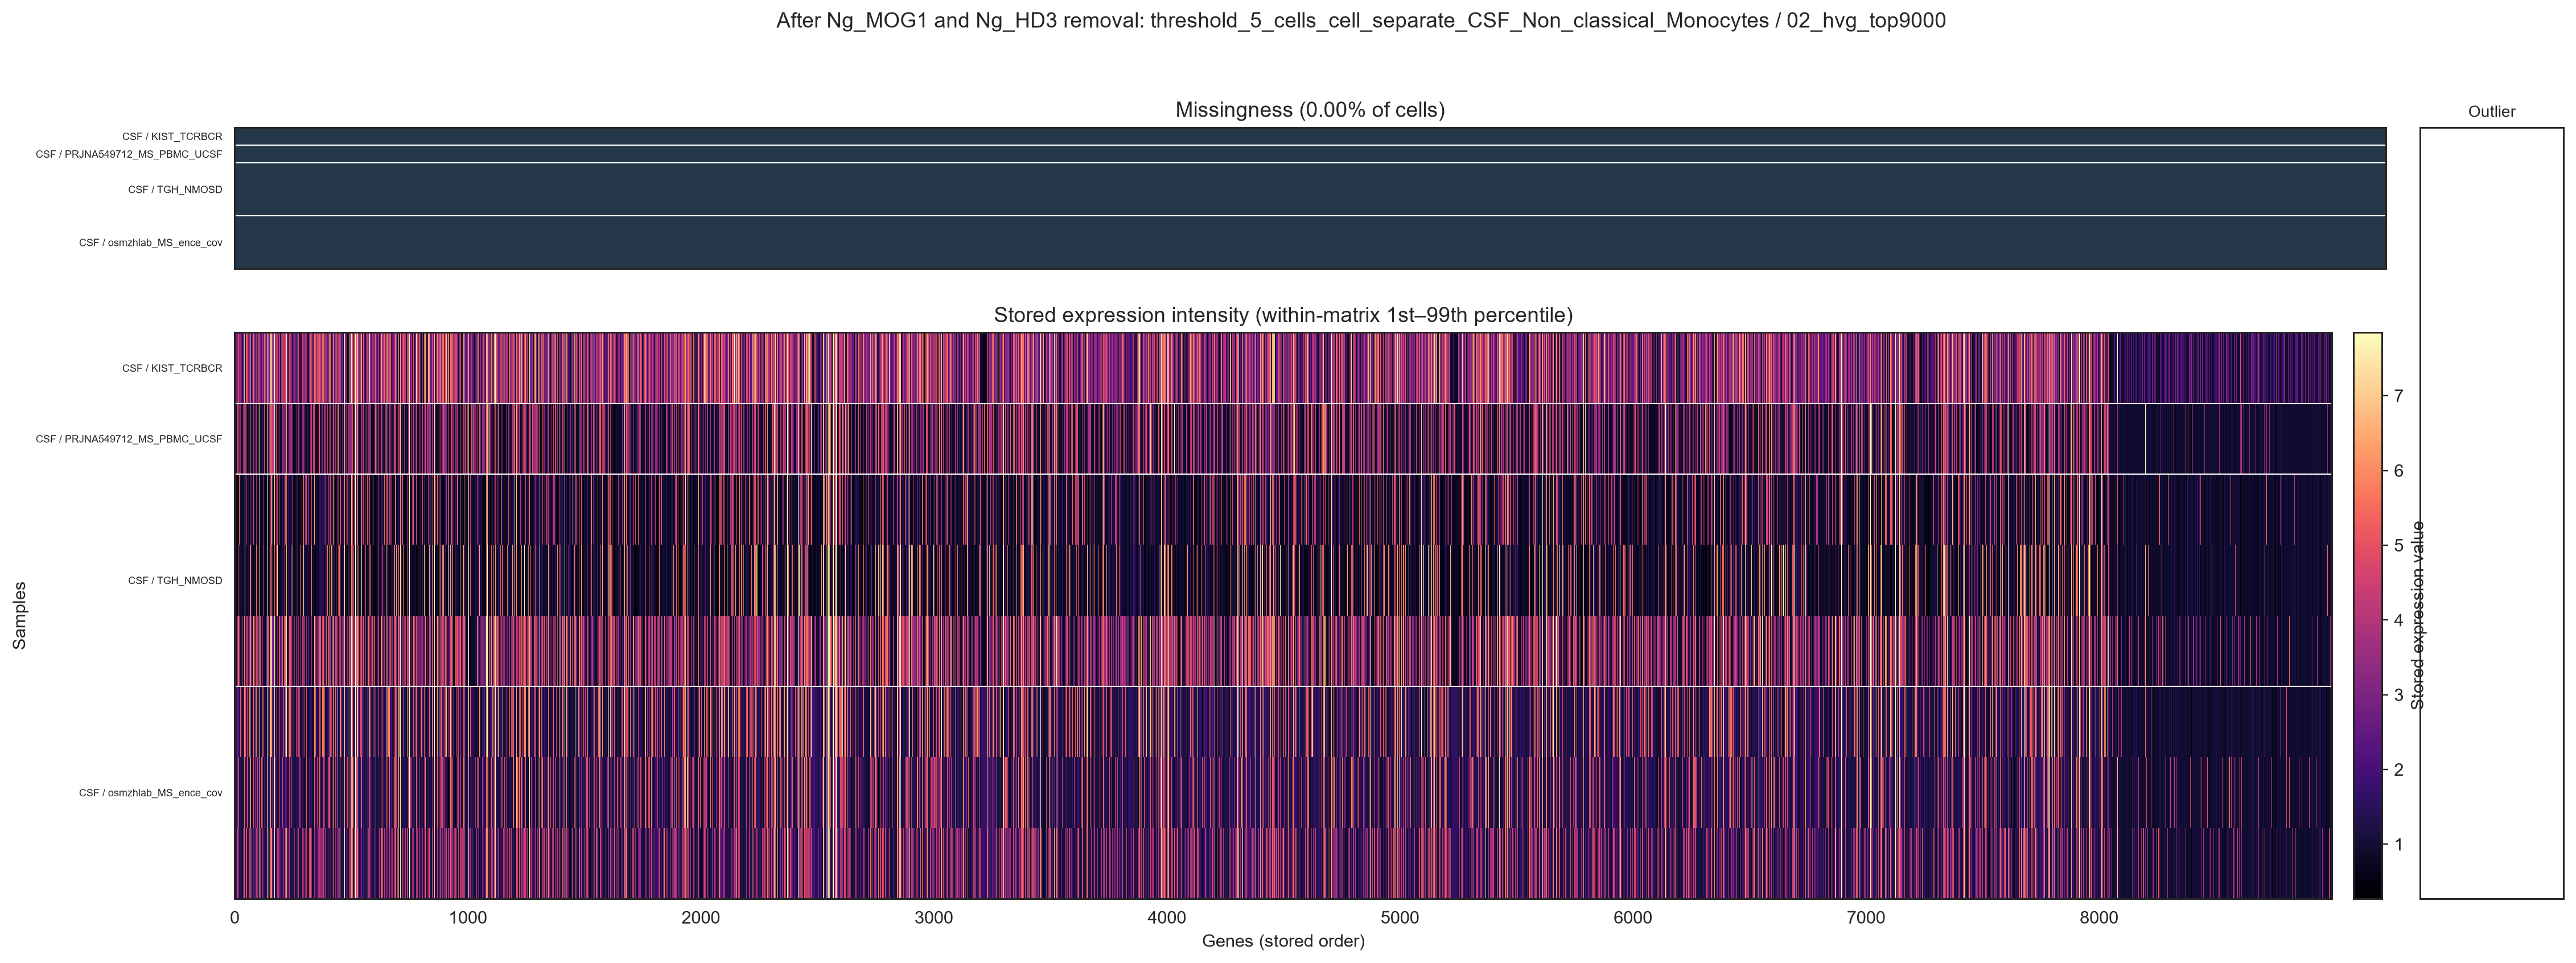 After Ng_MOG1 and Ng_HD3 removal: threshold_5_cells_cell_separate_CSF_Non_classical_Monocytes / 02_hvg_top9000
Missingness (0.00% of cells)
Outlier
CSF / KIST_TCRBCR
CSF / PRJNA549712_MS_PBMC_UCSF
CSF / TGH_NMOSD
CSF / osmzhlab_MS_ence_cov
Stored expression intensity (within-matrix 1st–99th percentile)
CSF / KIST_TCRBCR
CSF / PRJNA549712_MS_PBMC_UCSF
CSF / TGH_NMOSD
CSF / osmzhlab_MS_ence_cov
Samples
7
6
5
4
3
2
1
Stored expression value
0 1000 2000 3000 4000 5000 6000 7000 8000
Genes (stored order)